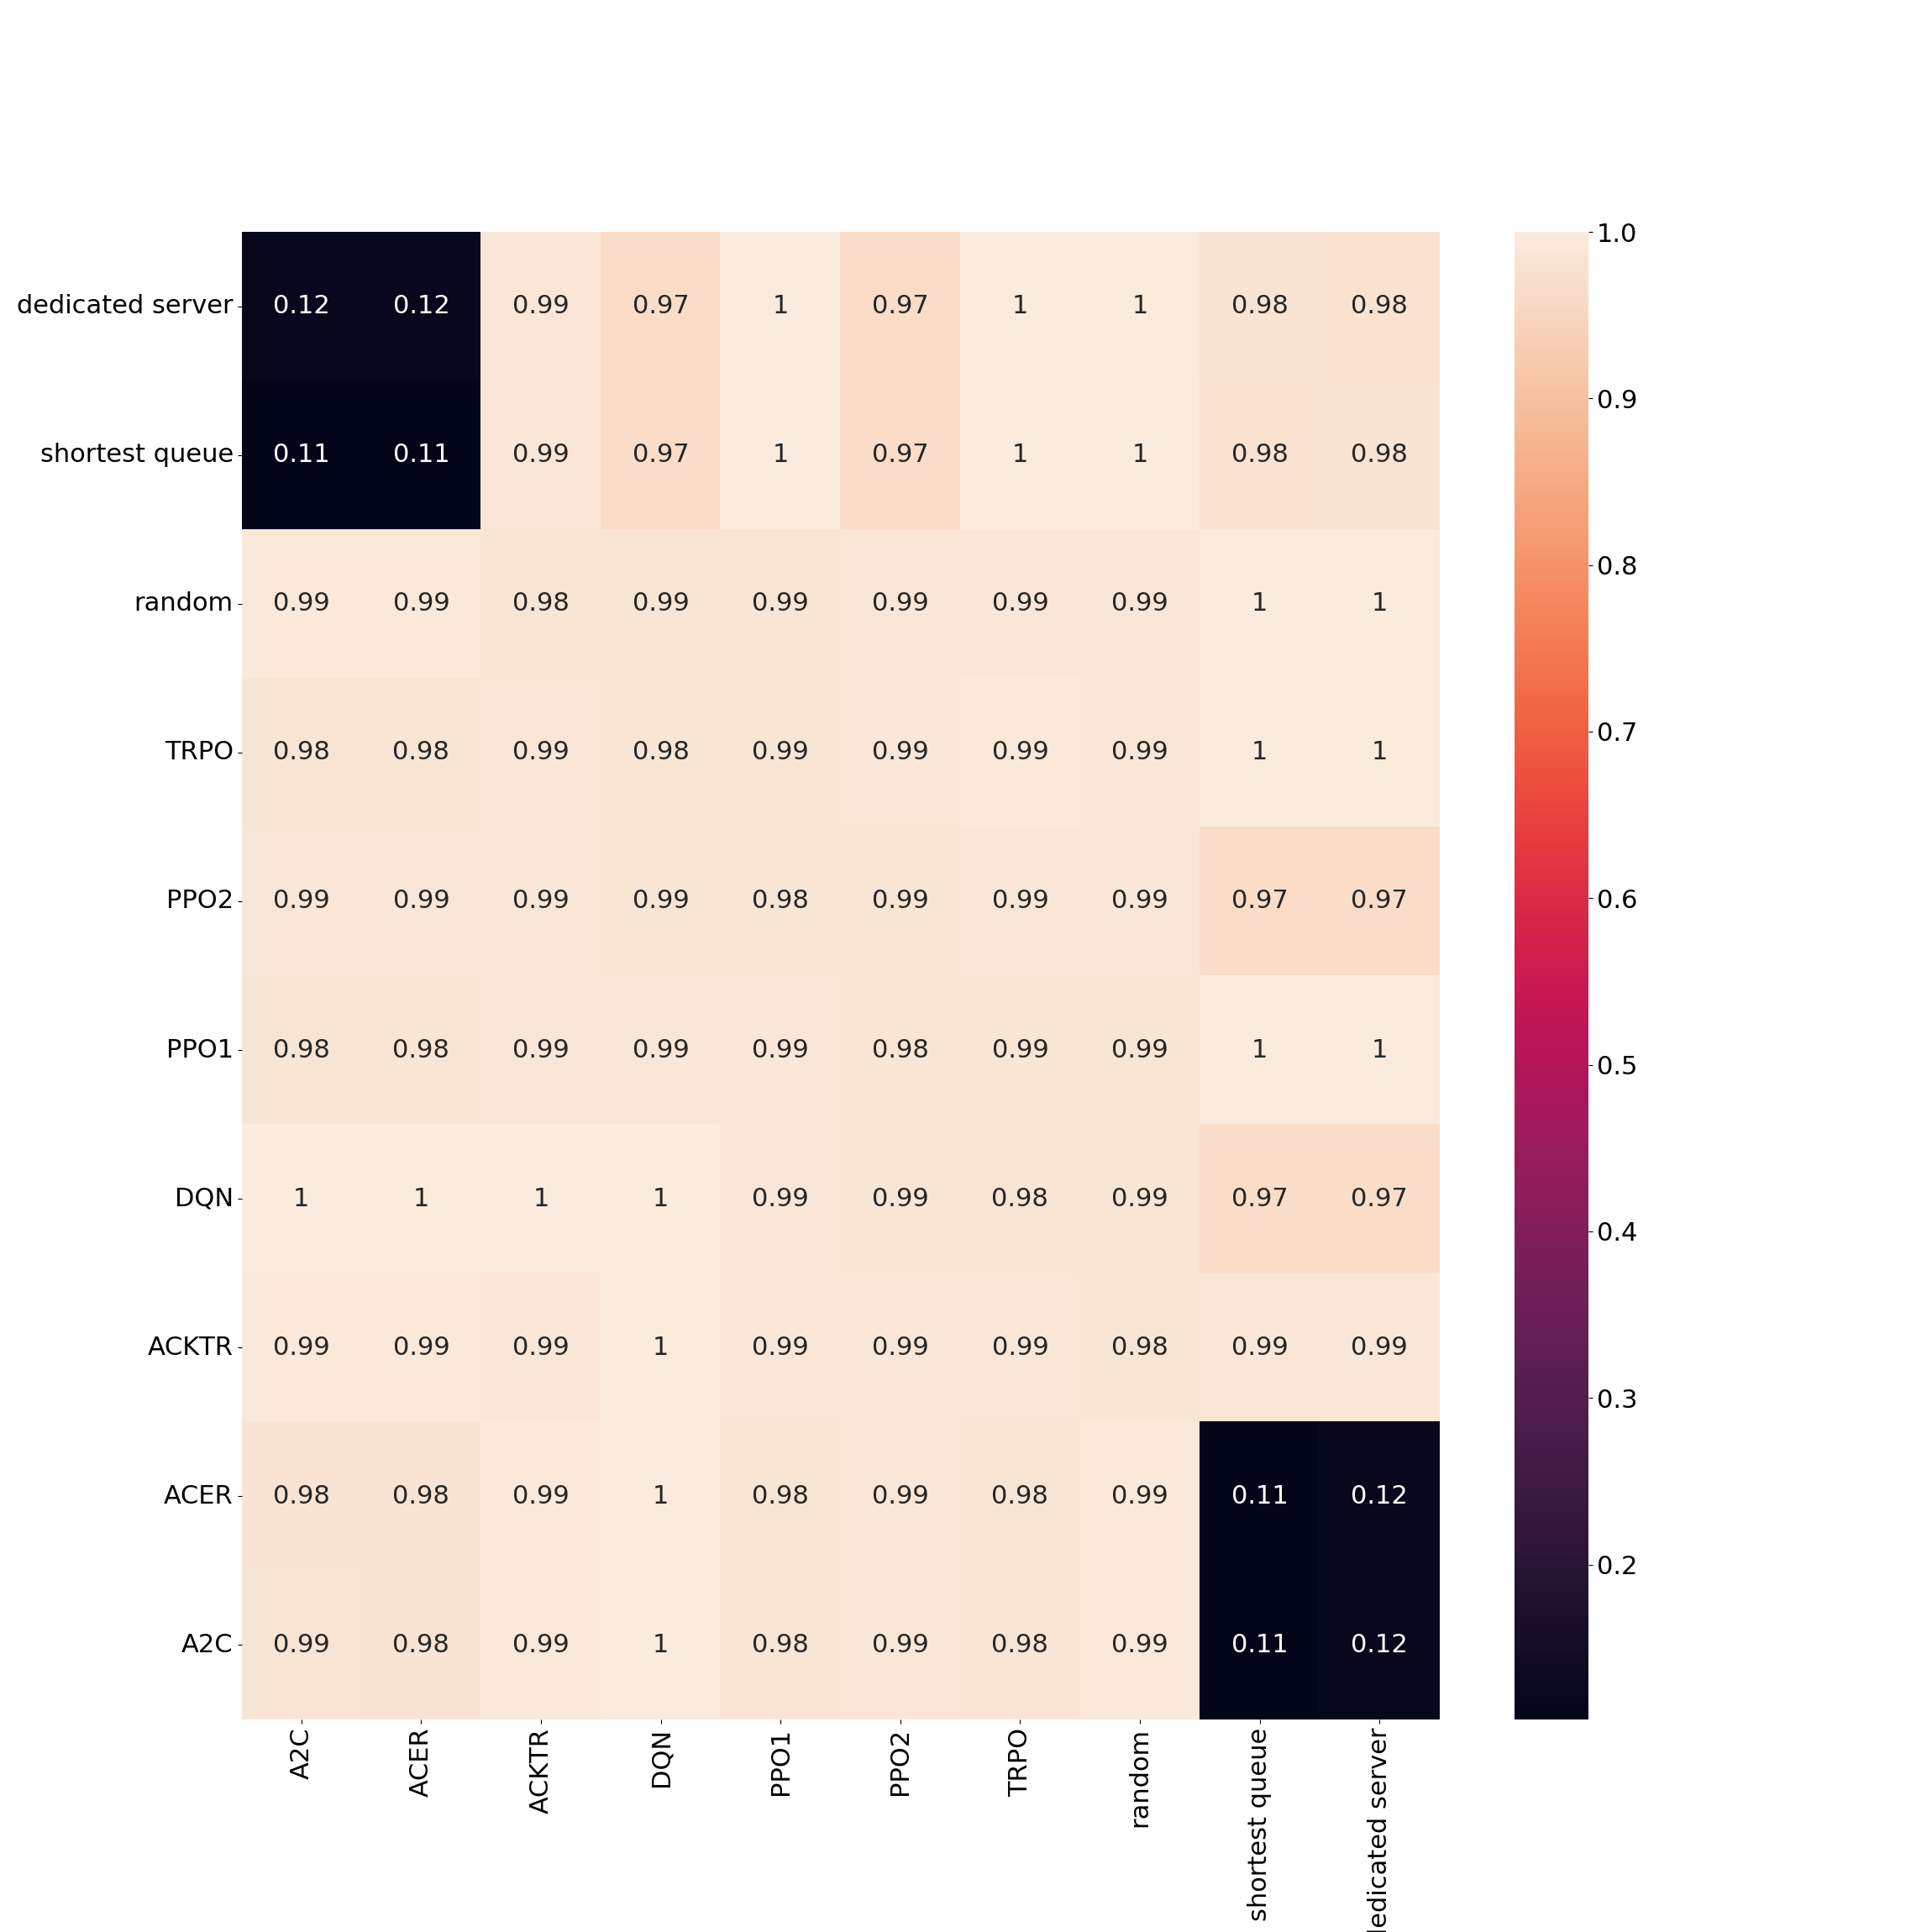 dedicated server 0.12 0.12 0.99 0.97 1 0.97 1 1 0.98 0.98
shortest queue 0.11 0.11 0.99 0.97 1 0.97 1 1 0.98 0.98
random 0.99 0.99 0.98 0.99 0.99 0.99 0.99 0.99 1 1
TRPO 0.98 0.98 0.99 0.98 0.99 0.99 0.99 0.99 1 1
PPO2 0.99 0.99 0.99 0.99 0.98 0.99 0.99 0.99 0.97 0.97
PPO1 0.98 0.98 0.99 0.99 0.99 0.98 0.99 0.99 1 1
DQN 1 1 1 1 0.99 0.99 0.98 0.99 0.97 0.97
ACKTR 0.99 0.99 0.99 1 0.99 0.99 0.99 0.98 0.99 0.99
ACER 0.98 0.98 0.99 1 0.98 0.99 0.98 0.99 0.11 0.12
A2C 0.99 0.98 0.99 1 0.98 0.99 0.98 0.99 0.11 0.12
A2C
ACER
ACKTR
DQN
PPO1
PPO2
TRPO
random
shortest queue
edicated server
1.0
0.9
0.8
0.7
0.6
0.5
0.4
0.3
0.2